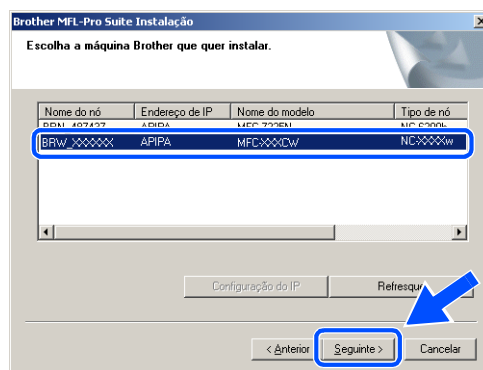 Brother MFL-Pro Suite Instalação
Escolha a máquina Brother que quer instalar.
Nome do nó Endereço de IP Nome do modelo Tipo de nó
APIPA
BRW_XXXXXX APIPA MFC-XXXCW NC-XXXXw
Configuração do IP
< Anterior Seguinte > Cancelar